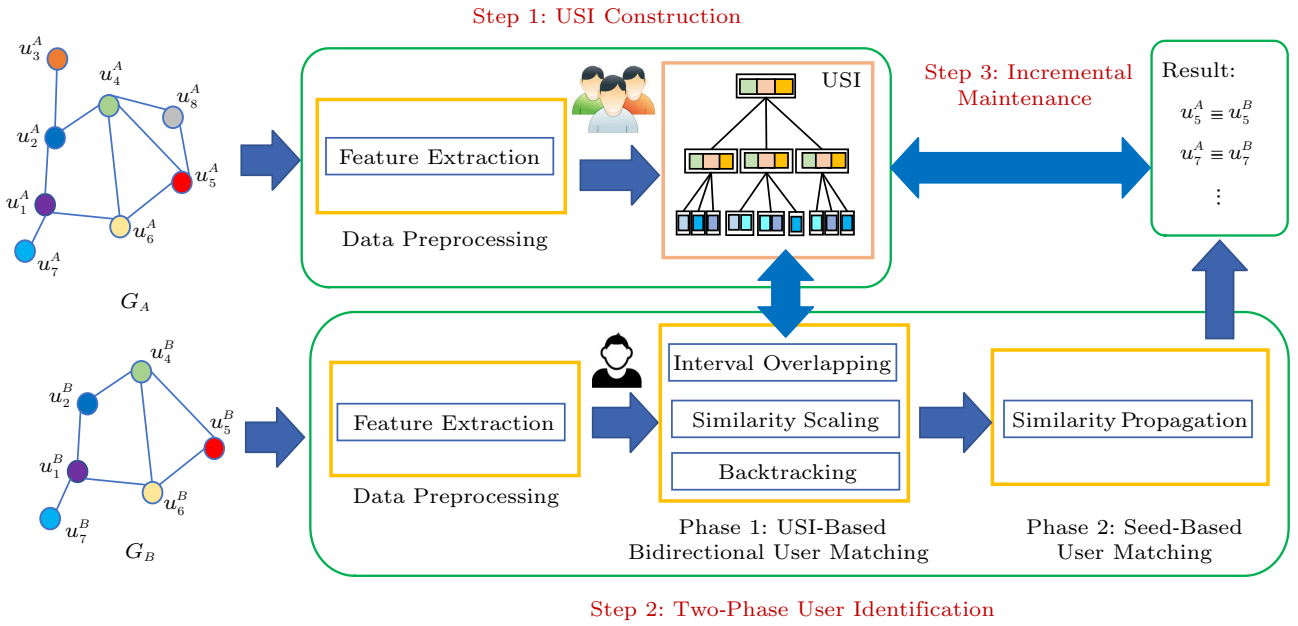 Step 1: USI Construction
u_3^A
u_4^A
u_8^A
u_2^A
u_5^A
u_1^A
u_6^A
u_7^A
G_A
Feature Extraction
Data Preprocessing
USI
Step 3: Incremental
Maintenance
Result:
u_5^A ≡ u_5^B
u_7^A ≡ u_7^B
⋮
u_4^B
u_2^B
u_5^B
u_1^B
u_6^B
u_7^B
G_B
Feature Extraction
Data Preprocessing
Interval Overlapping
Similarity Scaling
Backtracking
Phase 1: USI-Based
Bidirectional User Matching
Similarity Propagation
Phase 2: Seed-Based
User Matching
Step 2: Two-Phase User Identification